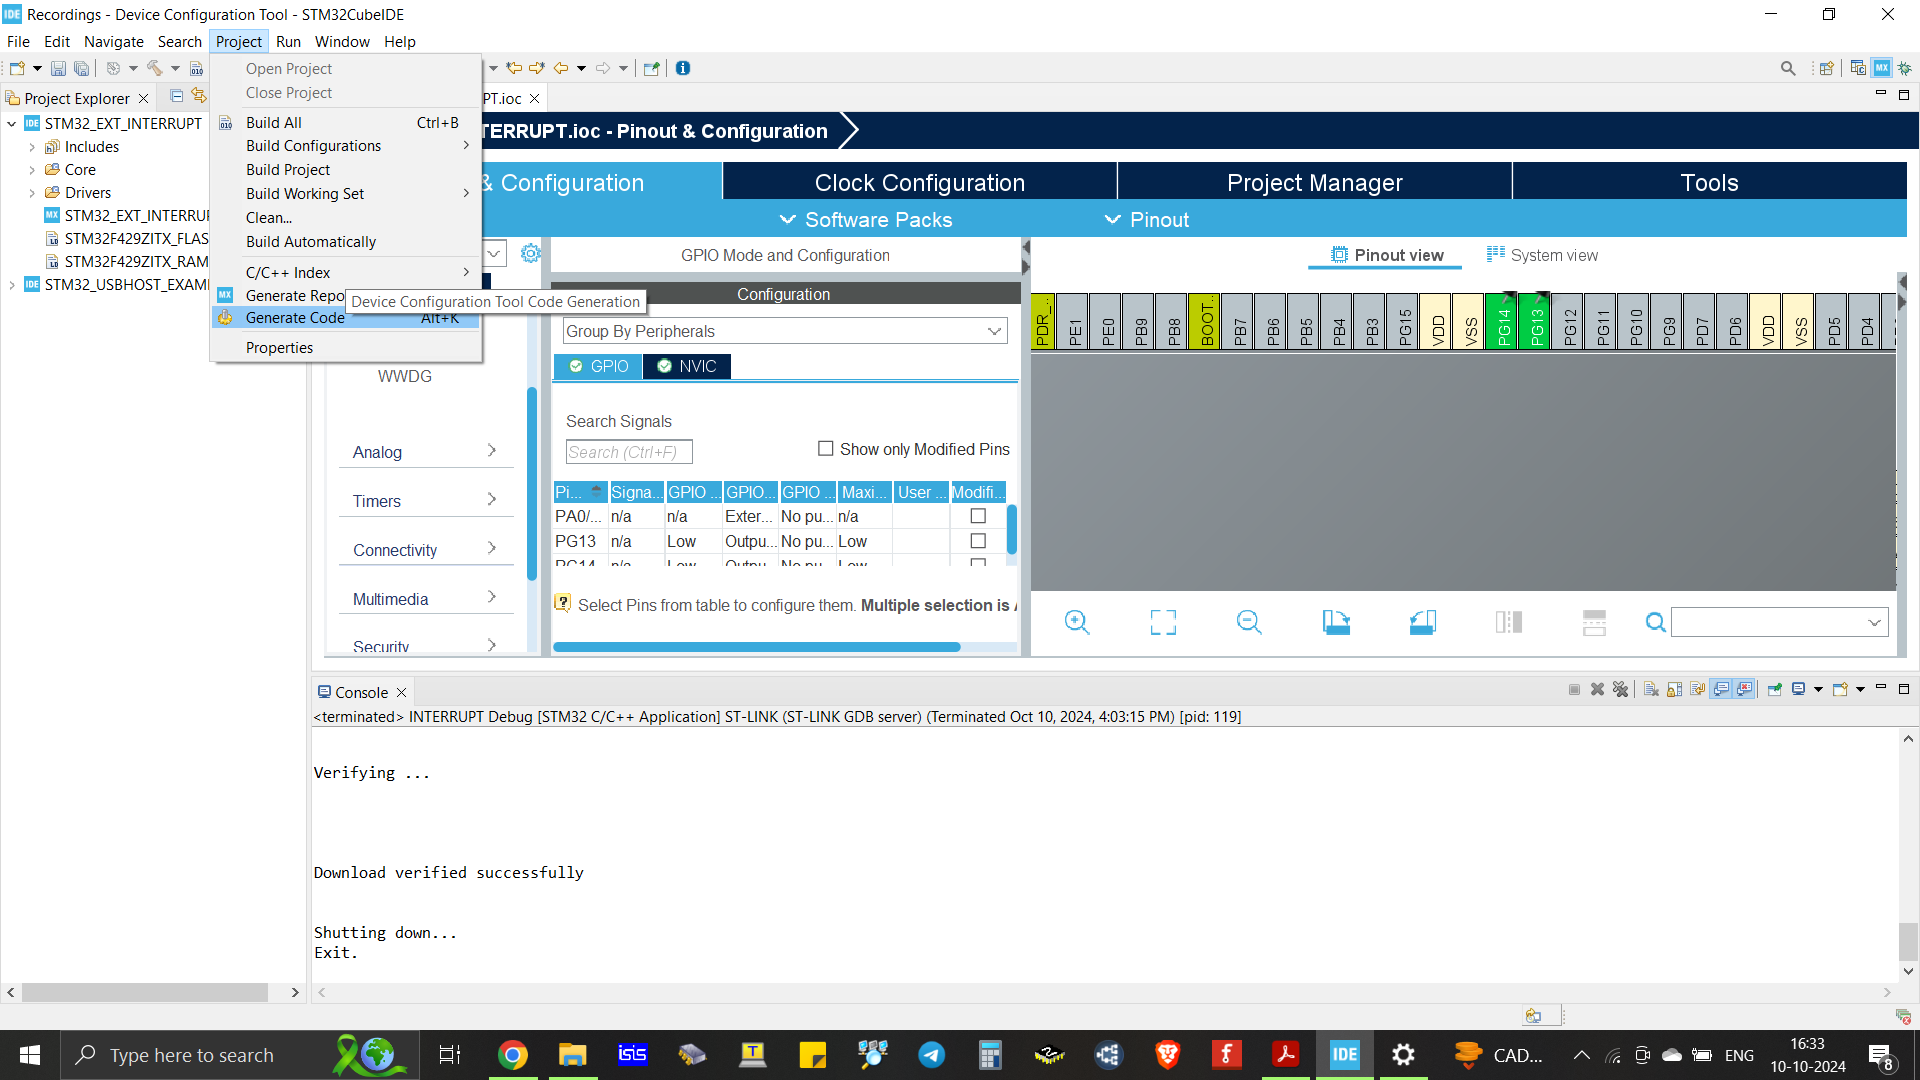 IDE Recordings - Device Configuration Tool - STM32CubeIDE
File Edit Navigate Search Project Run Window Help
Project Explorer
STM32_EXT_INTERRUPT
Includes
Core
Drivers
STM32_EXT_INTERRUP
STM32F429ZITX_FLAS
STM32F429ZITX_RAM
STM32_USBHOST_EXAM
Open Project
Close Project
Build All Ctrl+B
Build Configurations
Build Project
Build Working Set
Clean...
Build Automatically
C/C++ Index
Generate Repo
Generate Code Alt+K
Properties
Device Configuration Tool Code Generation
PT.ioc
TERRUPT.ioc - Pinout & Configuration
& Configuration Clock Configuration Project Manager Tools
Software Packs Pinout
WWDG
Analog
Timers
Connectivity
Multimedia
Security
GPIO Mode and Configuration
Configuration
Group By Peripherals
GPIO NVIC
Search Signals
Search (Ctrl+F) Show only Modified Pins
Pi... Signa... GPIO ... GPIO... GPIO ... Maxi... User ... Modifi...
PA0/... n/a n/a Exter... No pu... n/a
PG13 n/a Low Outpu... No pu... Low
PG14 n/a Low Outpu... No pu... Low
Select Pins from table to configure them. Multiple selection is
Pinout view System view
PDR_.. PE1 PE0 PB9 PB8 BOOT.. PB7 PB6 PB5 PB4 PB3 PG15 VDD VSS PG14 PG13 PG12 PG11 PG10 PG9 PD7 PD6 VDD VSS PD5 PD4
Console
<terminated> INTERRUPT Debug [STM32 C/C++ Application] ST-LINK (ST-LINK GDB server) (Terminated Oct 10, 2024, 4:03:15 PM) [pid: 119]
Verifying ...
Download verified successfully
Shutting down...
Exit.
Type here to search
isis
IDE
CAD...
ENG
16:33
10-10-2024
8